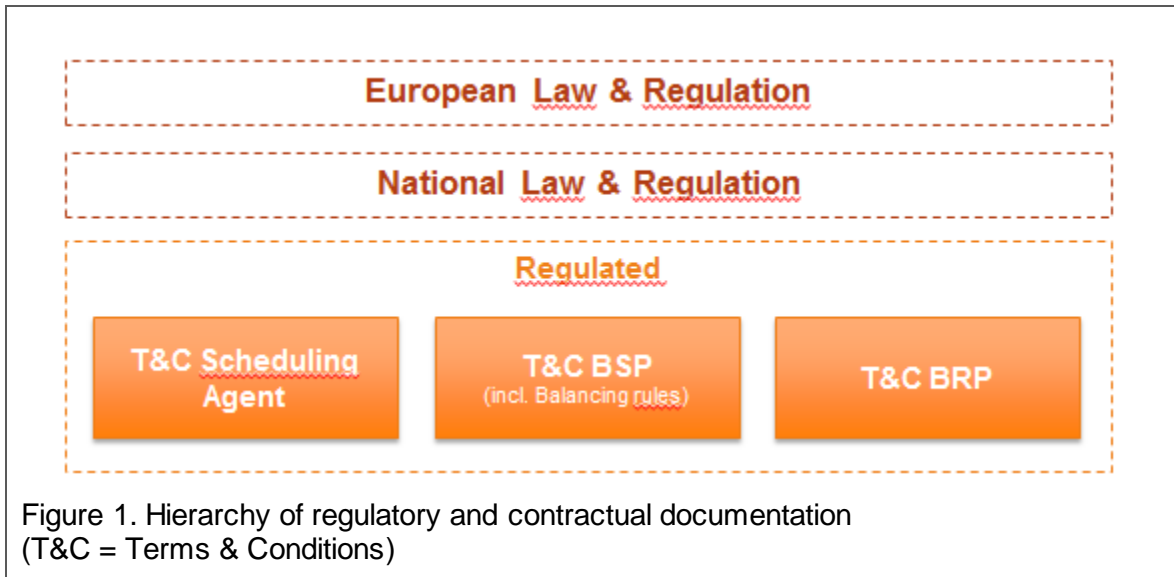 European Law & Regulation
National Law & Regulation
Regulated
T&C Scheduling
Agent
T&C BSP
(incl. Balancing rules)
T&C BRP
Figure 1. Hierarchy of regulatory and contractual documentation
(T&C = Terms & Conditions)